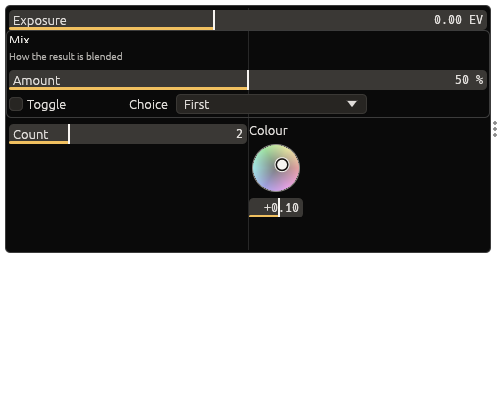 Exposure 0.00 EV
Mix
How the result is blended
Amount 50 %
Toggle Choice First
Count 2 Colour
+0.10